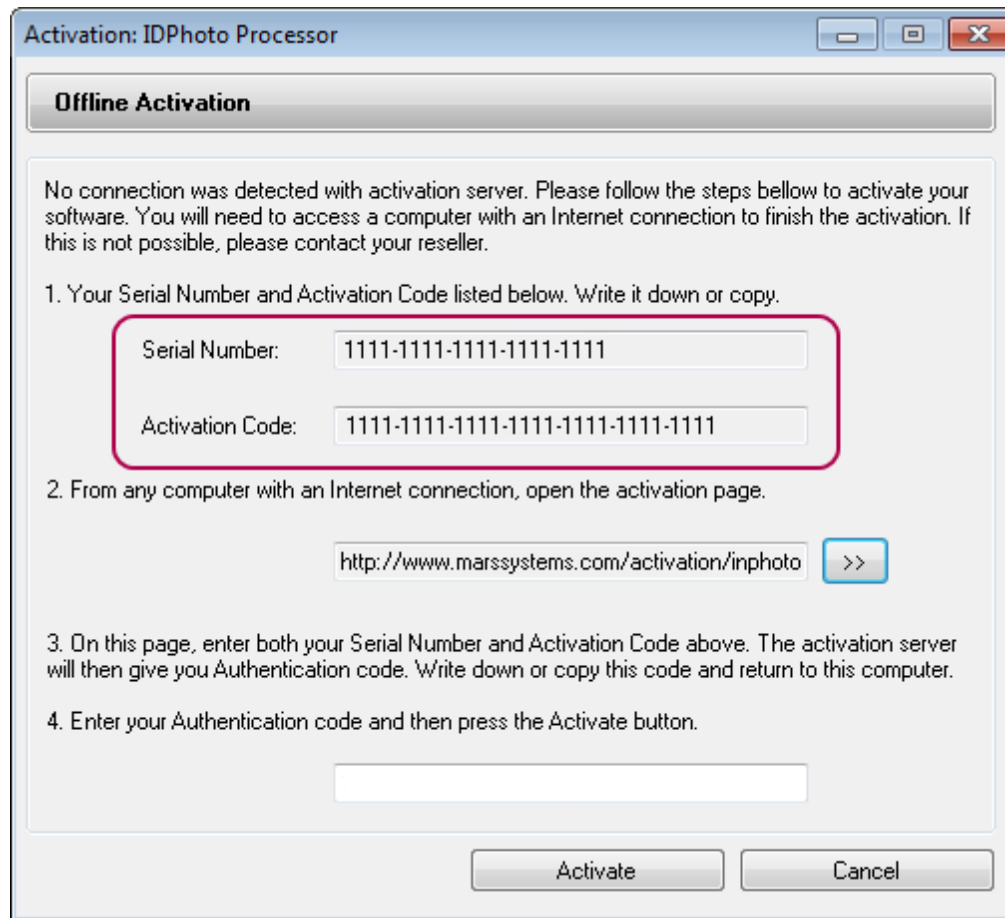 Activation: IDPhoto Processor
Offline Activation
No connection was detected with activation server. Please follow the steps bellow to activate your
software. You will need to access a computer with an Internet connection to finish the activation. If
this is not possible, please contact your reseller.
1. Your Serial Number and Activation Code listed below. Write it down or copy.
Serial Number: 1111-1111-1111-1111-1111
Activation Code: 1111-1111-1111-1111-1111-1111-1111
2. From any computer with an Internet connection, open the activation page.
http://www.marssystems.com/activation/inphoto >>
3. On this page, enter both your Serial Number and Activation Code above. The activation server
will then give you Authentication code. Write down or copy this code and return to this computer.
4. Enter your Authentication code and then press the Activate button.
Activate Cancel